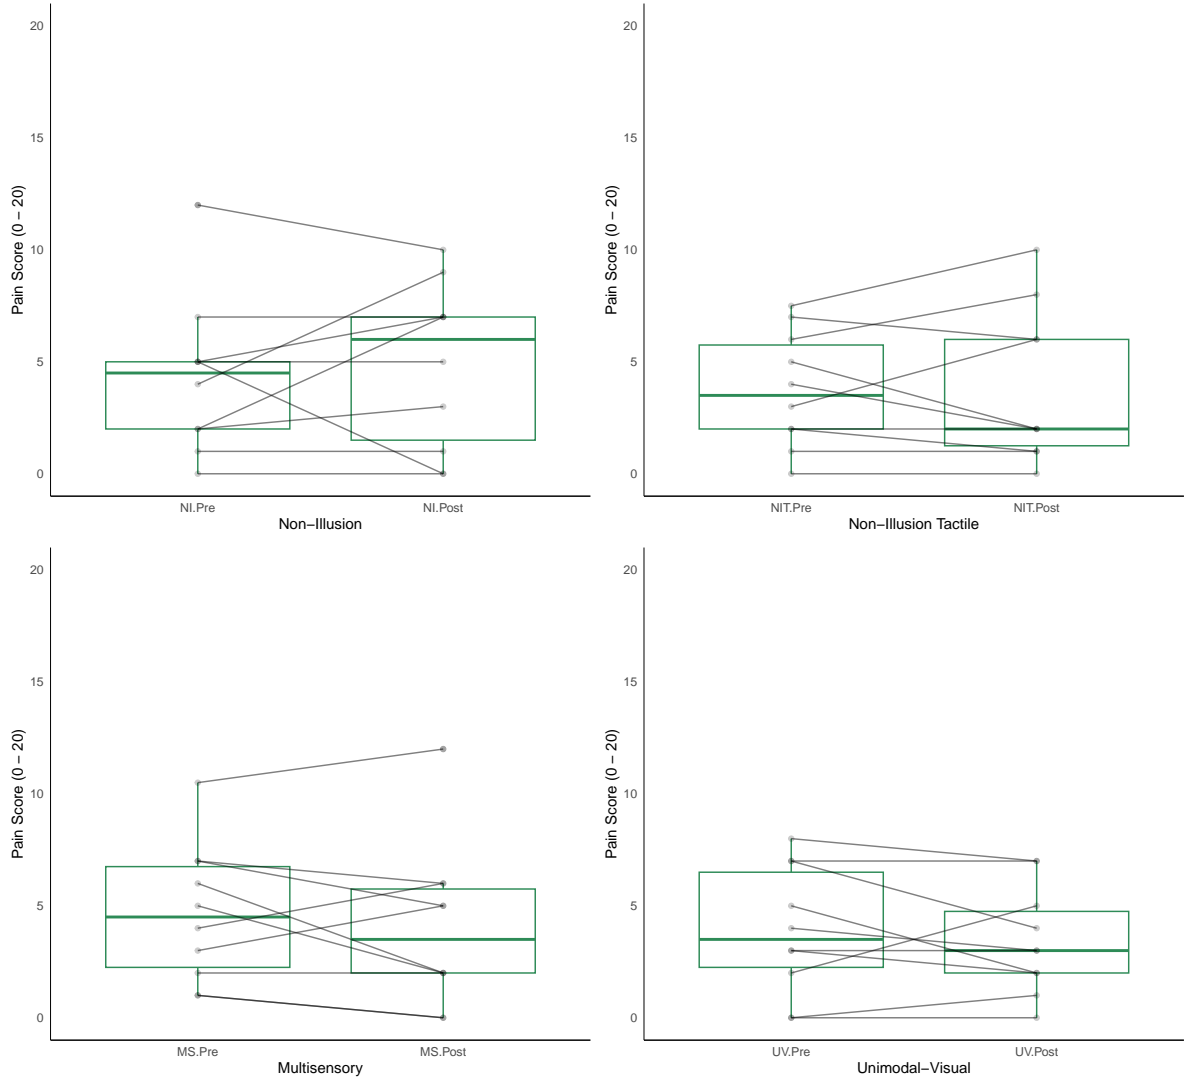 20
15
10
5
0
Pain Score (0 − 20)
NI.Pre
NI.Post
Non−Illusion
20
15
10
5
0
Pain Score (0 − 20)
NIT.Pre
NIT.Post
Non−Illusion Tactile
20
15
10
5
0
Pain Score (0 − 20)
MS.Pre
MS.Post
Multisensory
20
15
10
5
0
Pain Score (0 − 20)
UV.Pre
UV.Post
Unimodal−Visual